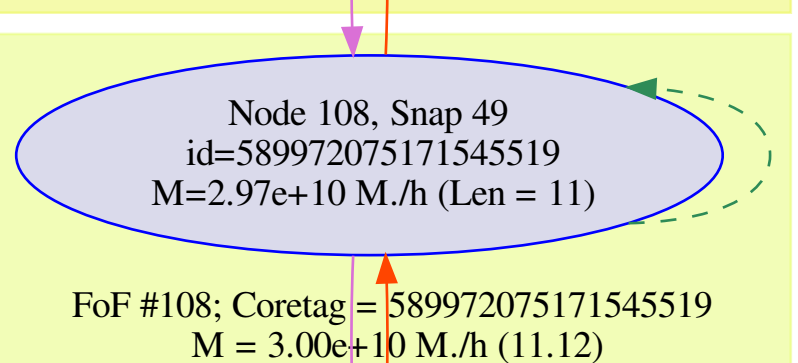 Node 108, Snap 49
id=589972075171545519
M=2.97e+10 M./h (Len = 11)
FoF #108; Coretag = 589972075171545519
M = 3.00e+10 M./h (11.12)